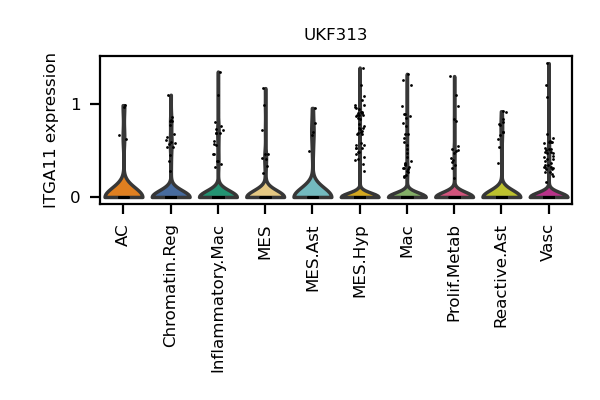 UKF313
ITGA11 expression
1
0
AC
Chromatin.Reg
Inflammatory.Mac
MES
MES.Ast
MES.Hyp
Mac
Prolif.Metab
Reactive.Ast
Vasc